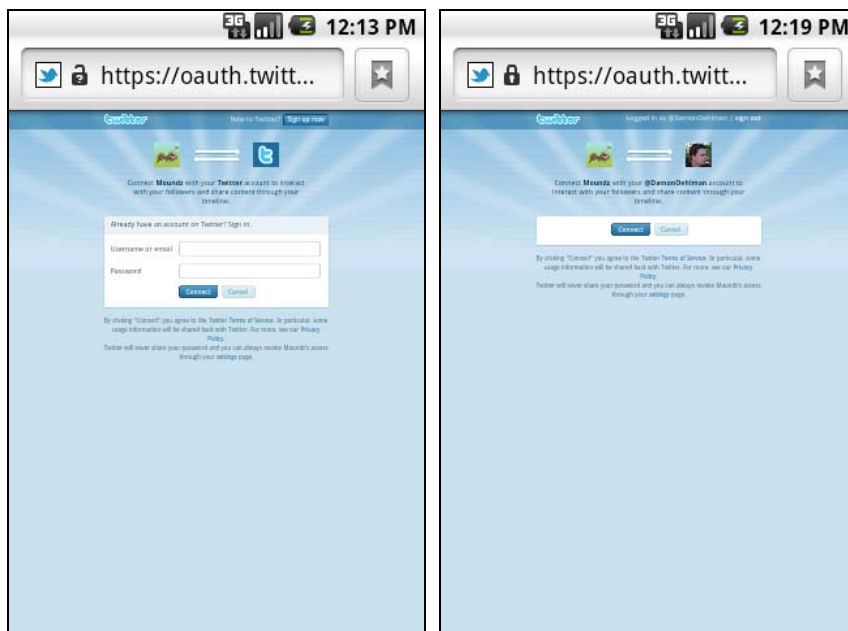 3G 12:13 PM
https://oauth.twitt...
twitter New to Twitter? Sign up now
Connect Moundz with your Twitter account to interact
with your followers and share content through your
timeline.
Already have an account on Twitter? Sign in.
Username or email
Password
Connect Cancel
By clicking "Connect" you agree to the Twitter Terms of Service. In particular, some
usage information will be shared back with Twitter. For more, see our Privacy
Policy.
Twitter will never share your password and you can always revoke Moundz's access
through your settings page.
3G 12:19 PM
https://oauth.twitt...
twitter Logged in as @DamonOehlman | sign out
Connect Moundz with your @DamonOehlman account to
interact with your followers and share content through your
timeline.
Connect Cancel
By clicking "Connect" you agree to the Twitter Terms of Service. In particular, some
usage information will be shared back with Twitter. For more, see our Privacy
Policy.
Twitter will never share your password and you can always revoke Moundz's access
through your settings page.